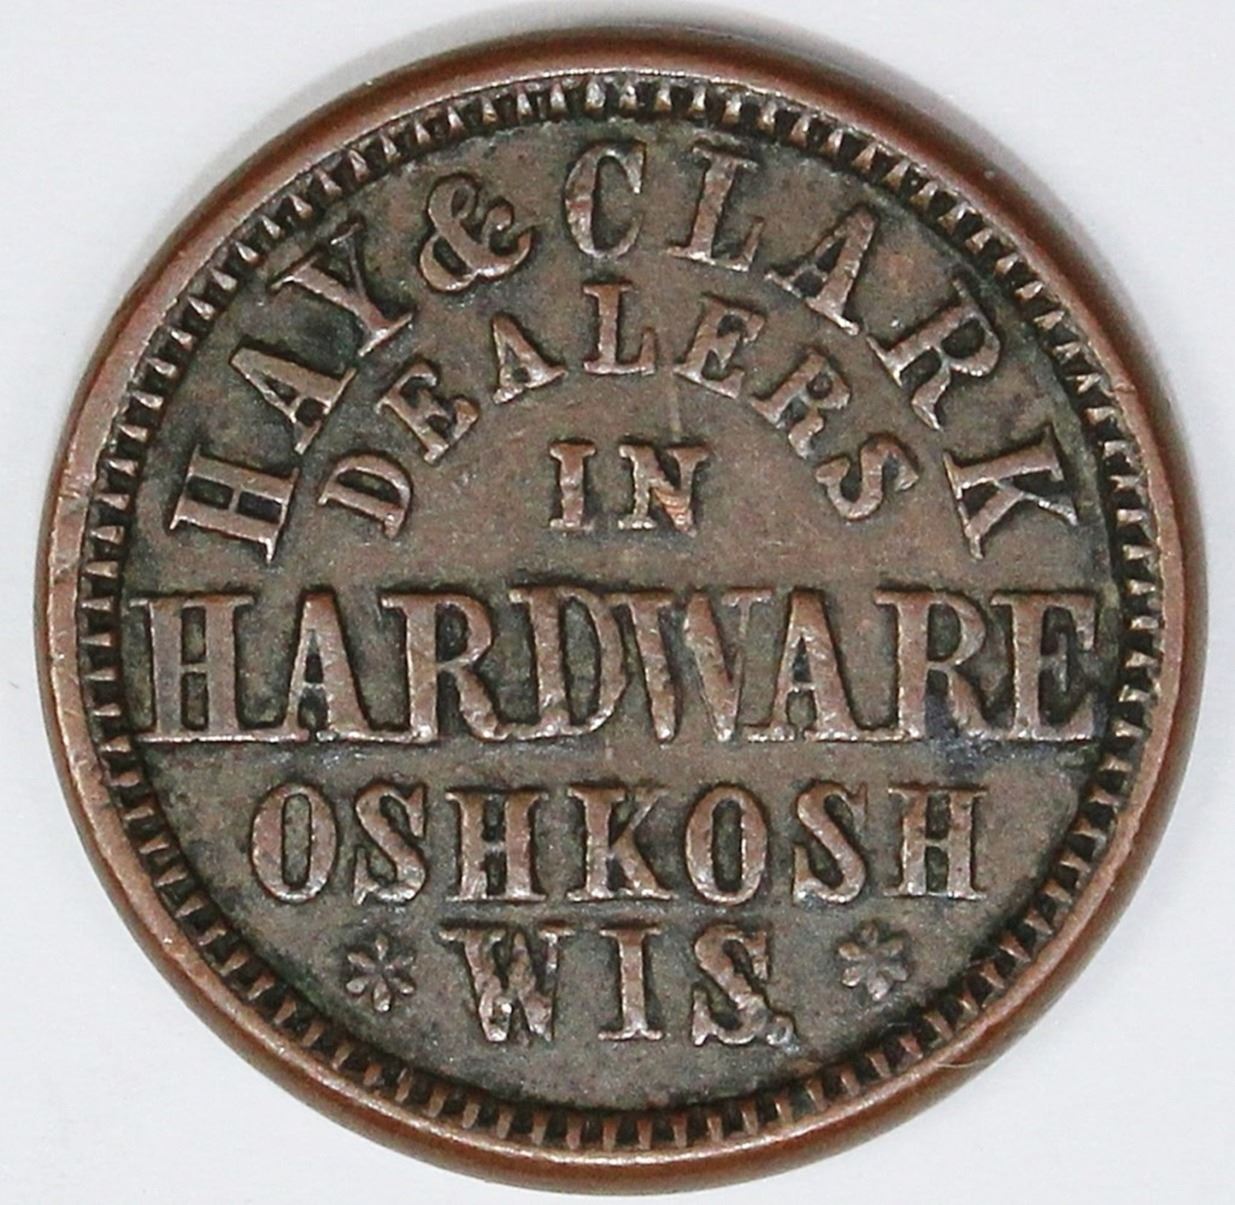 HAY & CLARK
DEALERS
IN
HARDWARE
OSHKOSH
WIS.